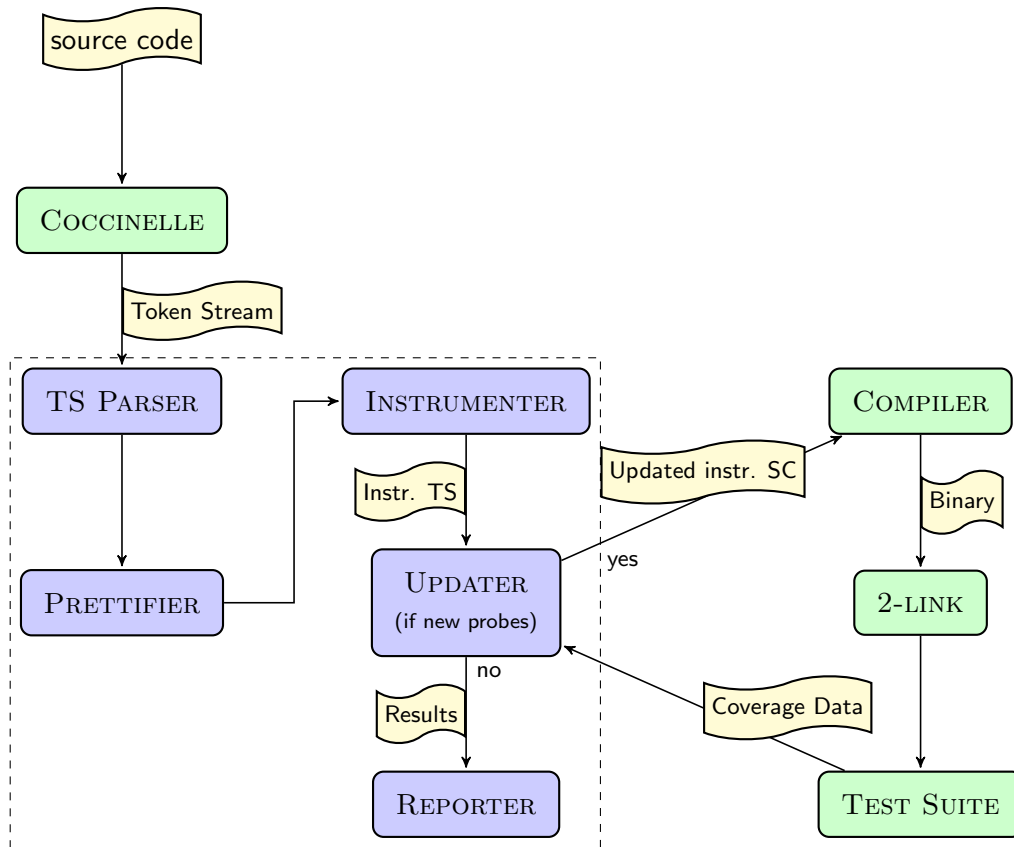 source code
COCCINELLE
Token Stream
TS PARSER
INSTRUMENTER
COMPILER
Updated instr. SC
Instr. TS
Binary
yes
UPDATER
(if new probes)
PRETTIFIER
2-LINK
no
Coverage Data
Results
REPORTER
TEST SUITE